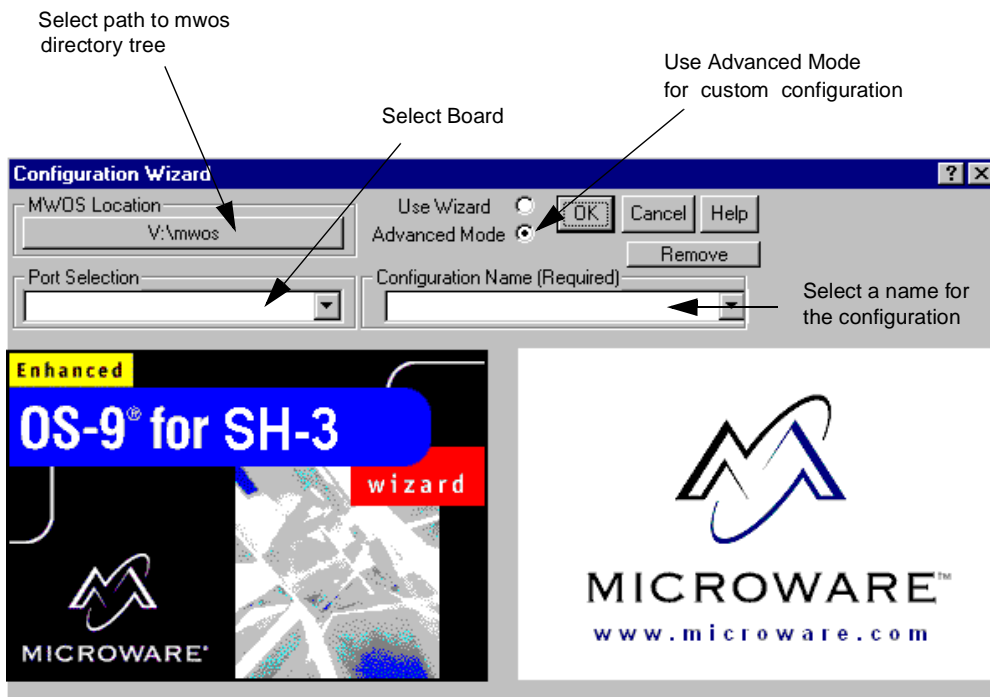 Select path to mwos
directory tree
Use Advanced Mode
for custom configuration
Select Board
Configuration Wizard
MWOS Location
V:\mwos
Use Wizard
Advanced Mode
OK
Cancel
Help
Remove
Port Selection
Configuration Name (Required)
Select a name for
the configuration
Enhanced
OS-9® for SH-3
wizard
MICROWARE®
MICROWARE™
www.microware.com